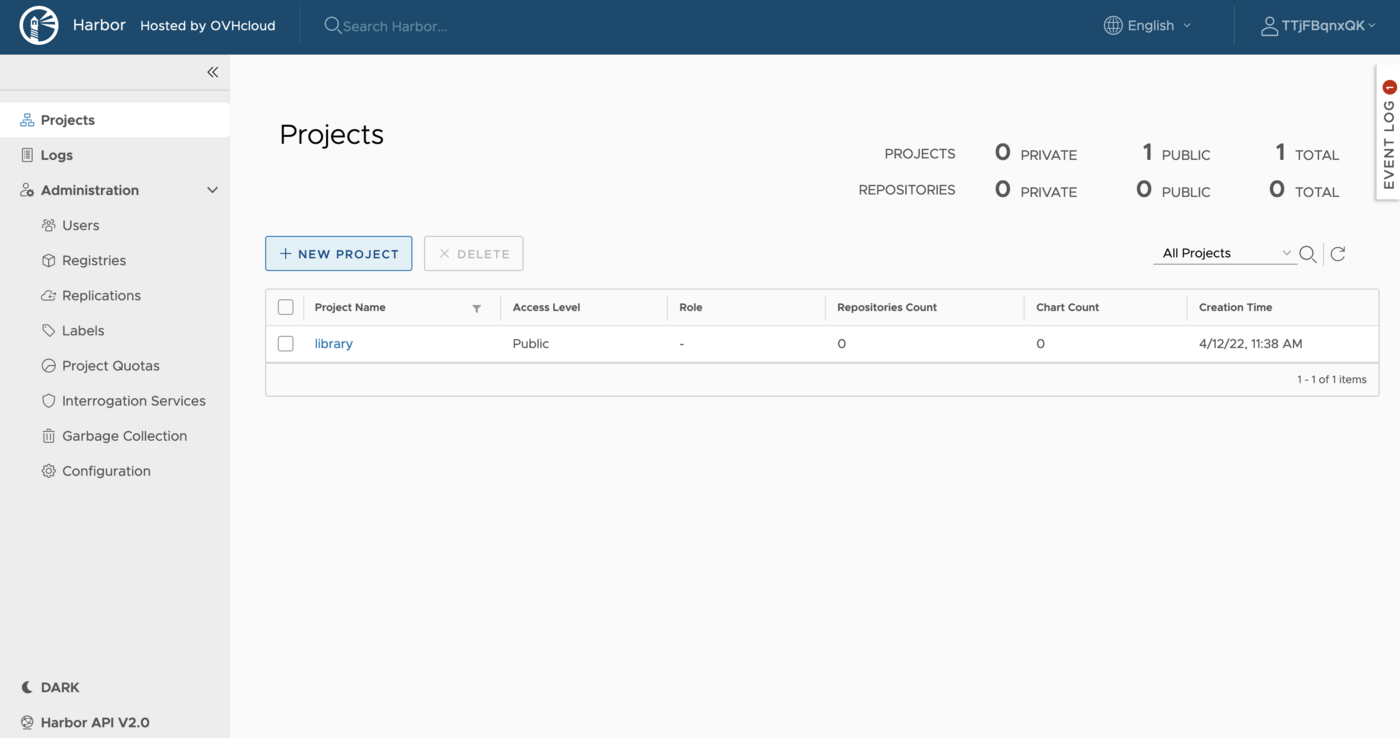 Harbor Hosted by OVHcloud Search Harbor... English TTjFBqnxQK
EVENT LOG 1
Projects
Logs
Administration
Users
Registries
Replications
Labels
Project Quotas
Interrogation Services
Garbage Collection
Configuration
DARK
Harbor API V2.0
Projects
PROJECTS 0 PRIVATE 1 PUBLIC 1 TOTAL
REPOSITORIES 0 PRIVATE 0 PUBLIC 0 TOTAL
+ NEW PROJECT × DELETE All Projects
Project Name Access Level Role Repositories Count Chart Count Creation Time
library Public - 0 0 4/12/22, 11:38 AM
1 - 1 of 1 items